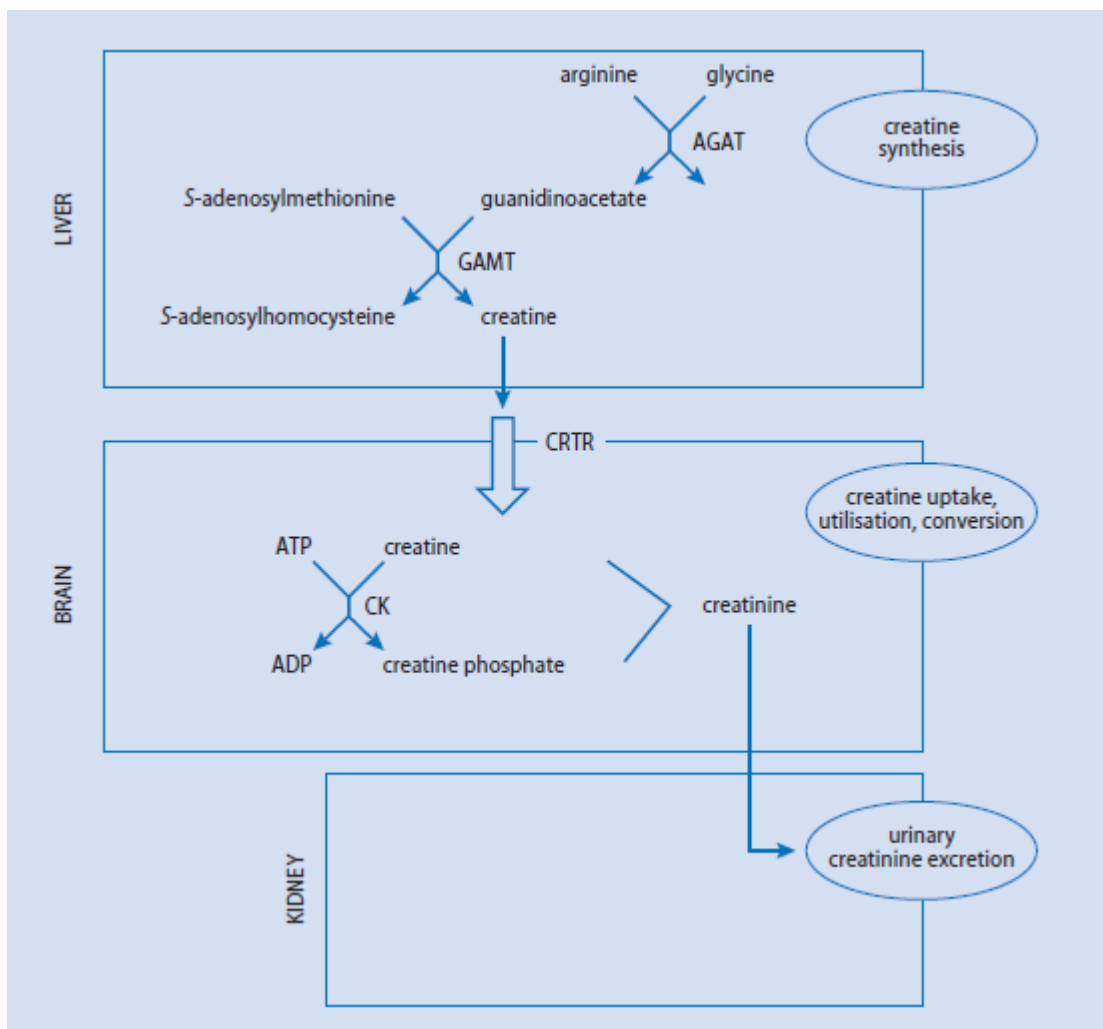 arginine glycine
creatine
synthesis
AGAT
LIVER
S-adenosylmethionine guanidinoacetate
GAMT
S-adenosylhomocysteine creatine
CRTR
creatine uptake,
utilisation, conversion
ATP creatine
BRAIN
CK
creatinine
ADP creatine phosphate
urinary
creatinine excretion
KIDNEY